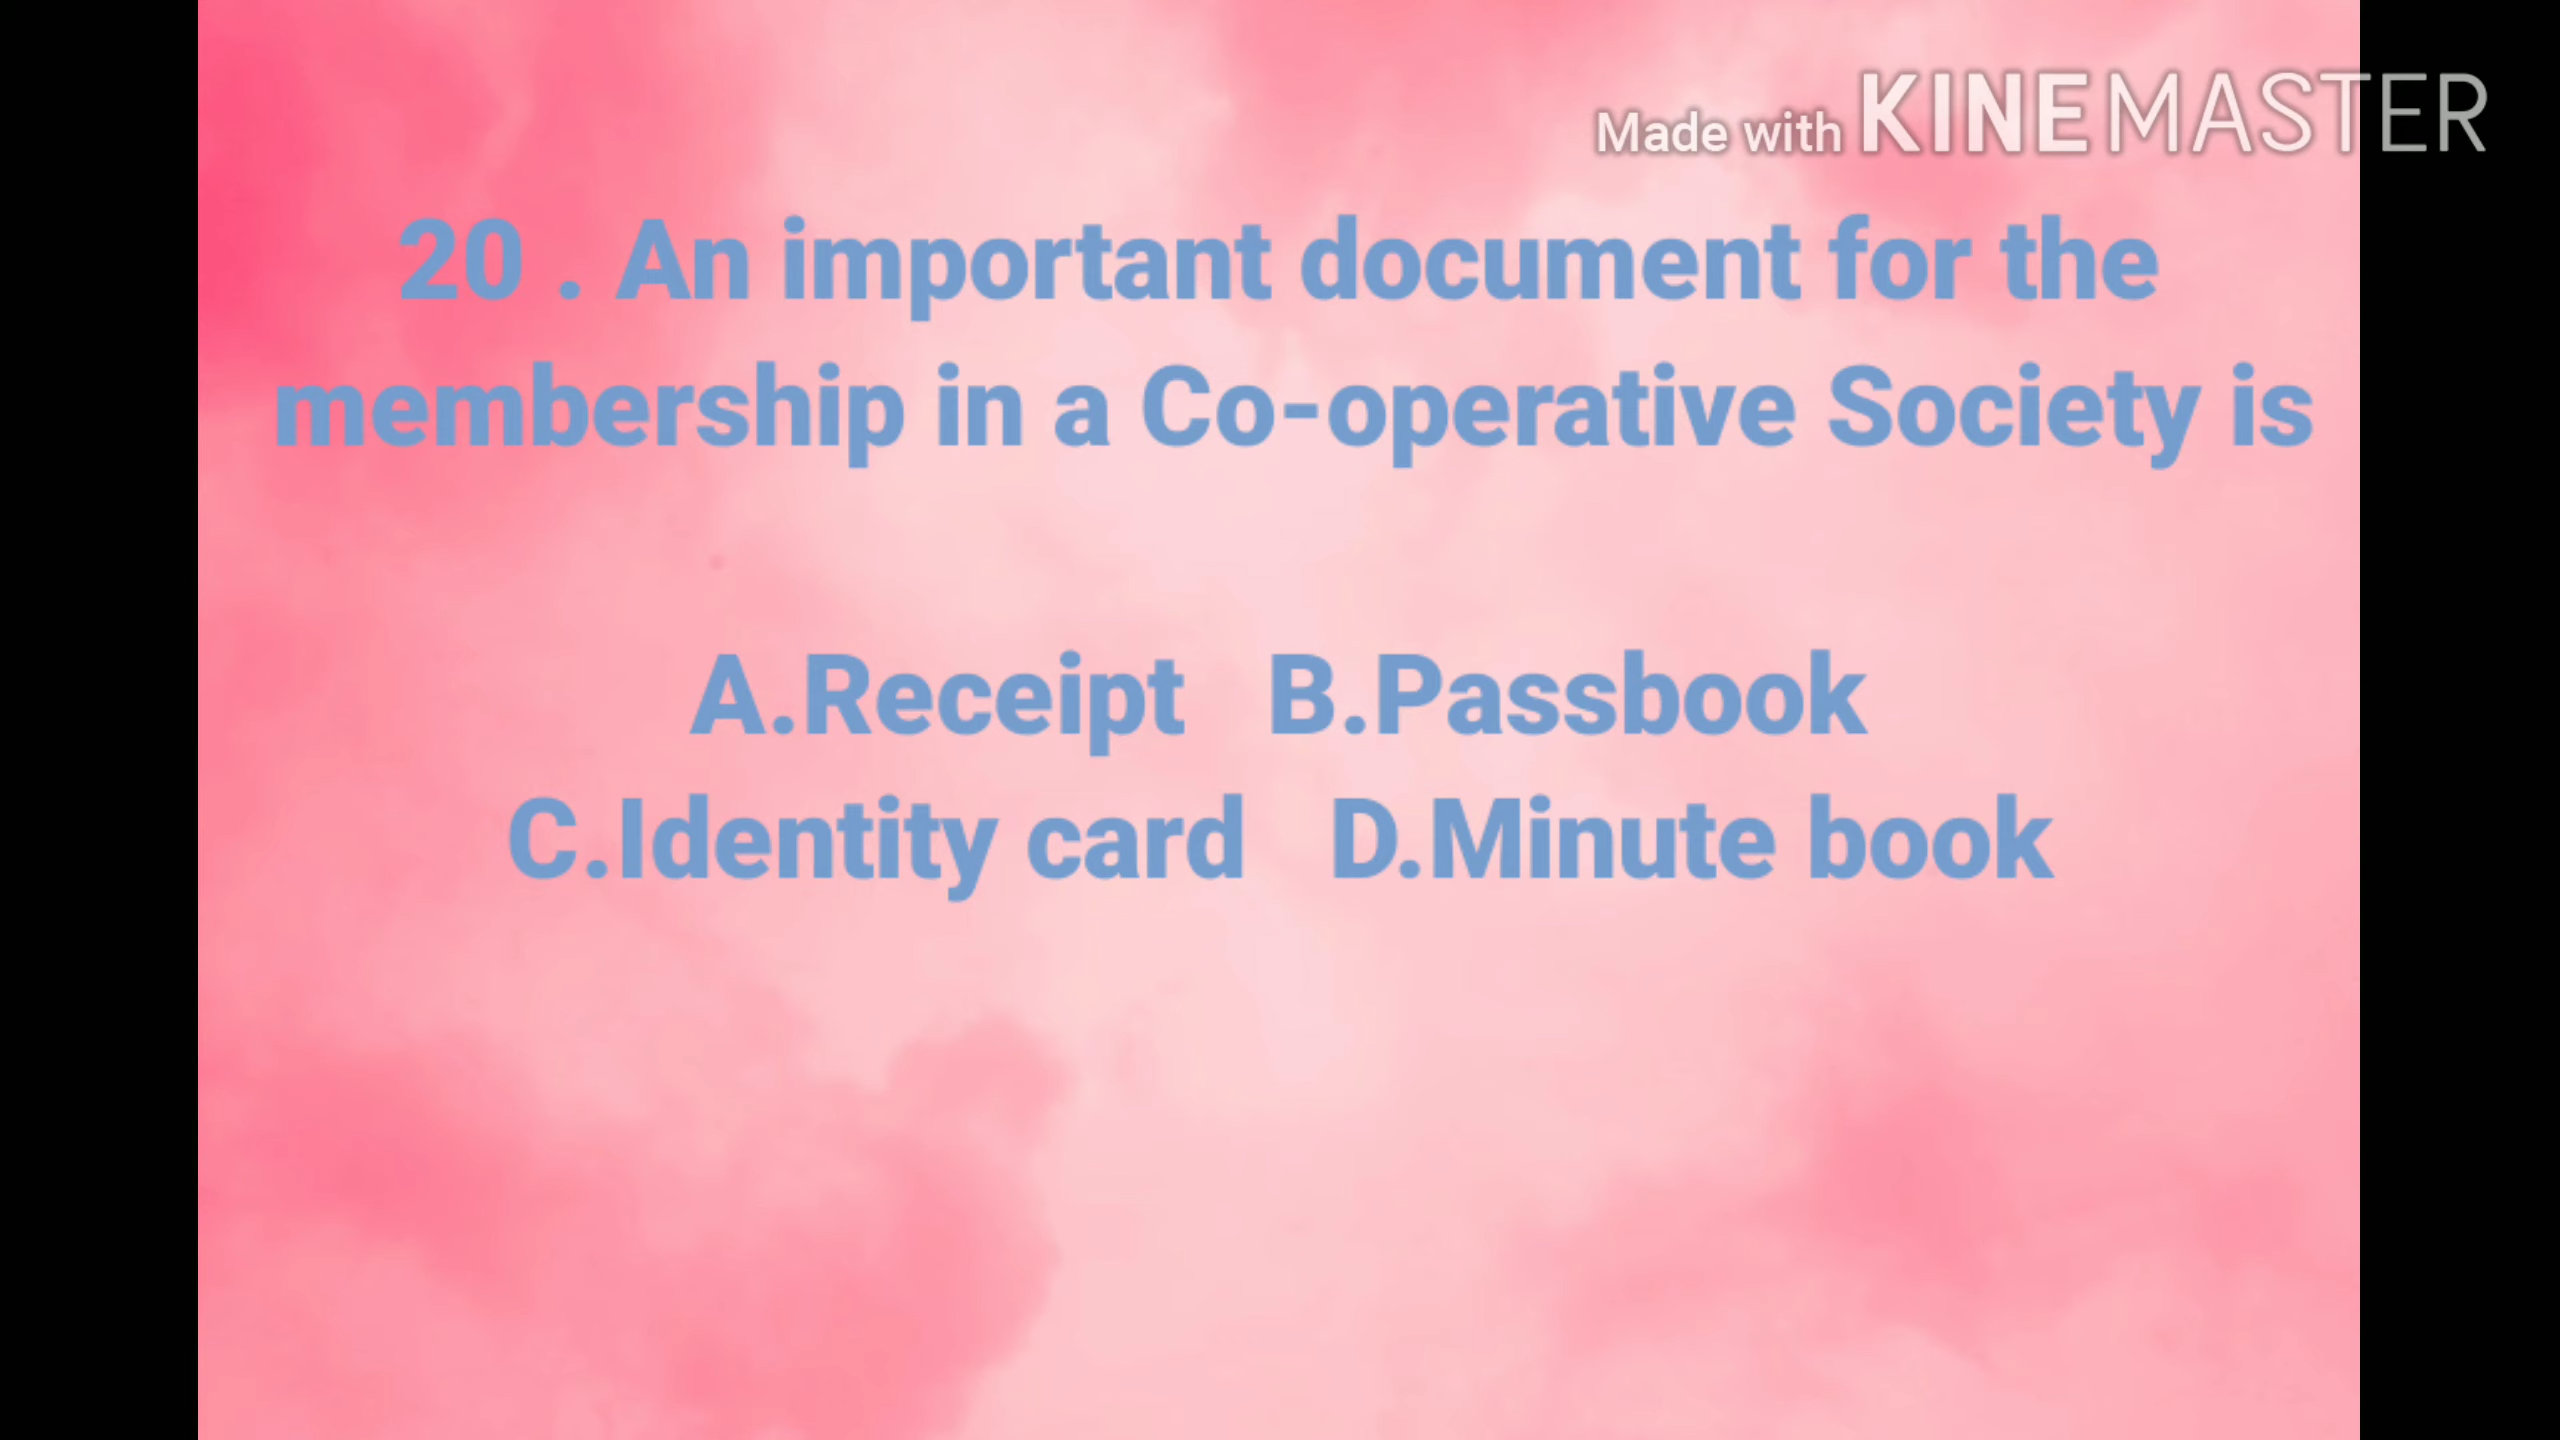 Made with KINEMASTER
20 . An important document for the
membership in a Co-operative Society is
A.Receipt B.Passbook
C.Identity card D.Minute book